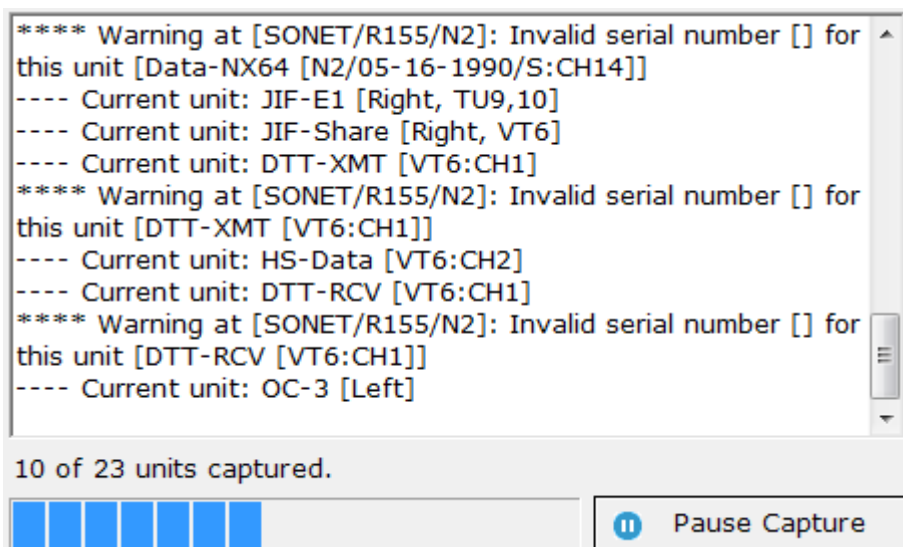 **** Warning at [SONET/R155/N2]: Invalid serial number [] for
this unit [Data-NX64 [N2/05-16-1990/S:CH14]]
---- Current unit: JIF-E1 [Right, TU9,10]
---- Current unit: JIF-Share [Right, VT6]
---- Current unit: DTT-XMT [VT6:CH1]
**** Warning at [SONET/R155/N2]: Invalid serial number [] for
this unit [DTT-XMT [VT6:CH1]]
---- Current unit: HS-Data [VT6:CH2]
---- Current unit: DTT-RCV [VT6:CH1]
**** Warning at [SONET/R155/N2]: Invalid serial number [] for
this unit [DTT-RCV [VT6:CH1]]
---- Current unit: OC-3 [Left]
10 of 23 units captured.
Pause Capture